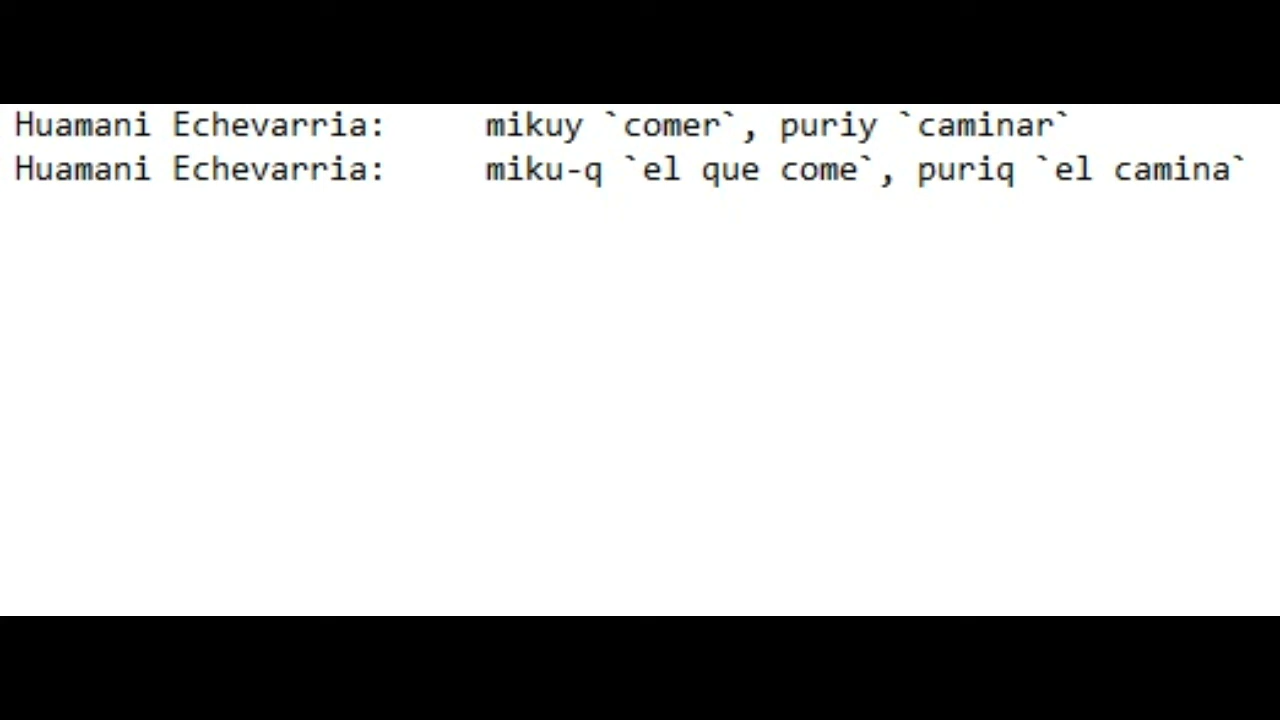 Huamani Echevarria: mikuy `comer`, puriy `caminar`
Huamani Echevarria: miku-q `el que come`, puriq `el camina`